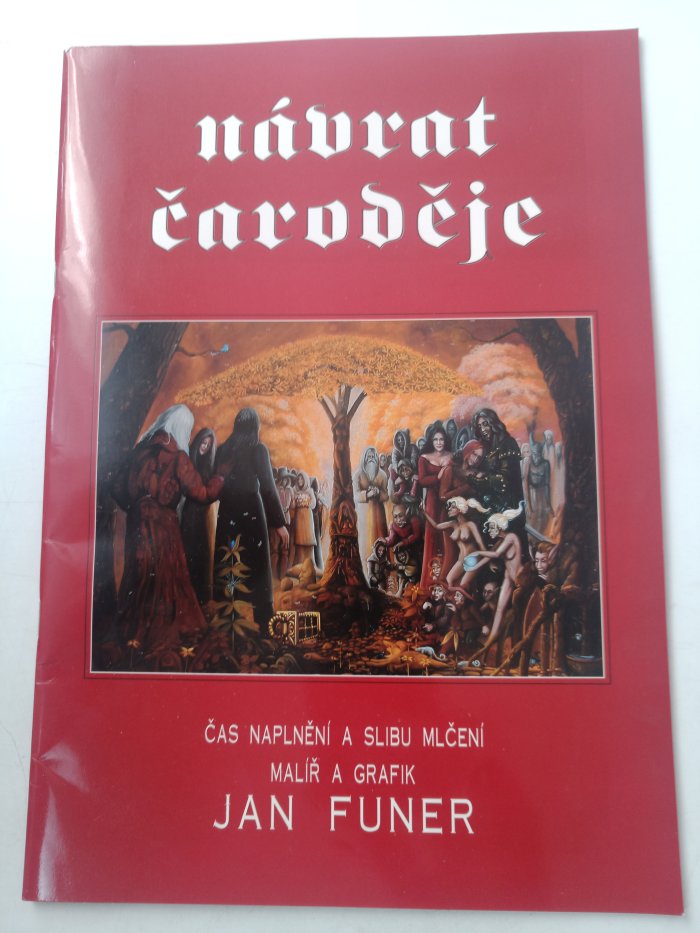 návrat
čaroděje
ČAS NAPLNĚNÍ A SLIBU MLČENÍ
MALÍŘ A GRAFIK
JAN FUNER